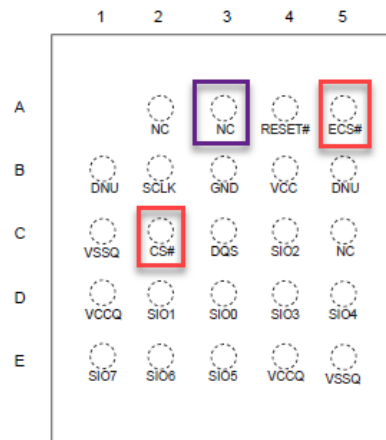 1 2 3 4 5
A
NC NC RESET# ECS#
B
DNU SCLK GND VCC DNU
C
VSSQ CS# DQS SIO2 NC
D
VCCQ SIO1 SIO0 SIO3 SIO4
E
SIO7 SIO6 SIO5 VCCQ VSSQ